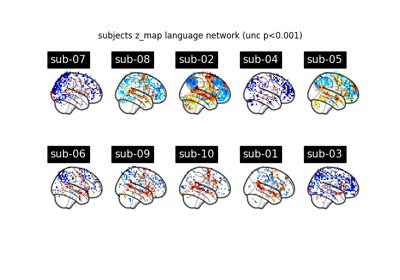 subjects z_map language network (unc p<0.001)
sub-07 sub-08 sub-02 sub-04 sub-05
sub-06 sub-09 sub-10 sub-01 sub-03